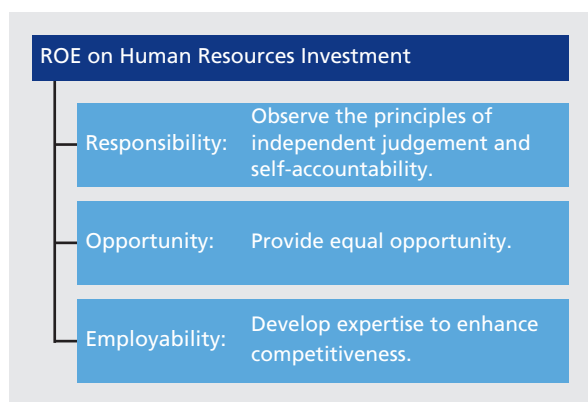 ROE on Human Resources Investment
Responsibility:
Observe the principles of
independent judgement and
self-accountability.
Opportunity:
Provide equal opportunity.
Employability:
Develop expertise to enhance
competitiveness.